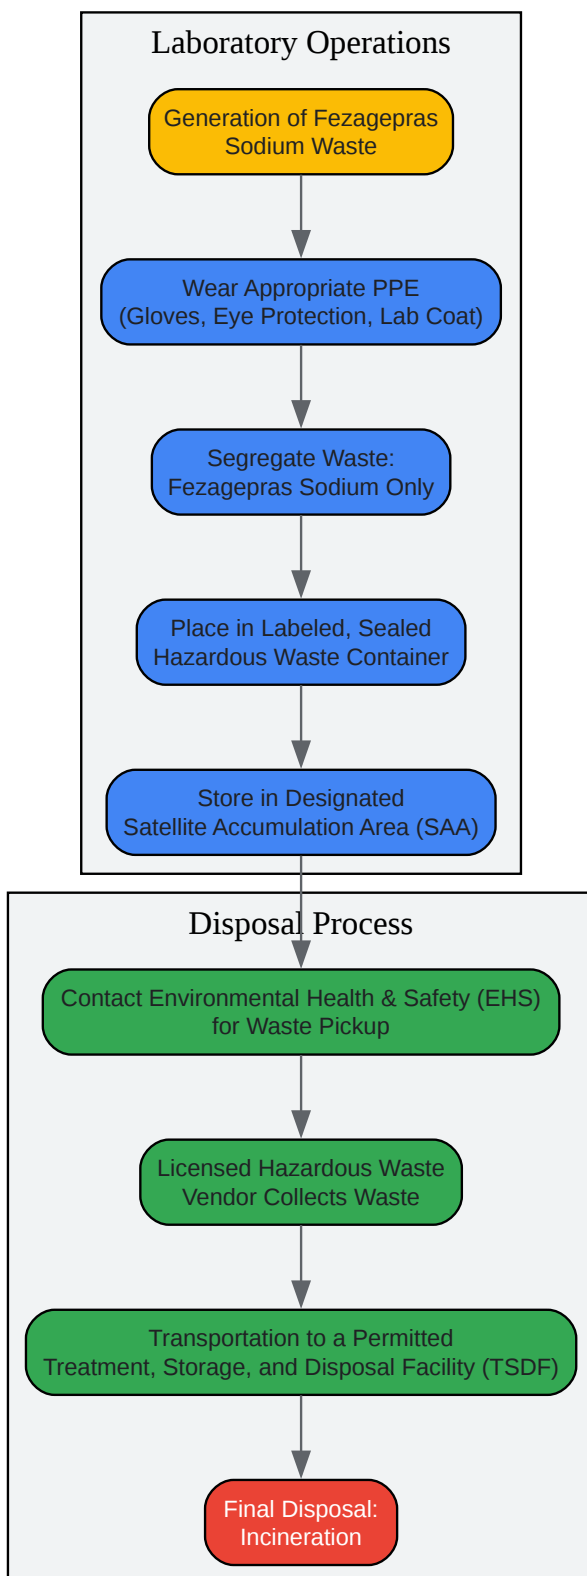 Laboratory Operations
Generation of Fezagepras
Sodium Waste
Wear Appropriate PPE
(Gloves, Eye Protection, Lab Coat)
Segregate Waste:
Fezagepras Sodium Only
Place in Labeled, Sealed
Hazardous Waste Container
Store in Designated
Satellite Accumulation Area (SAA)
Disposal Process
Contact Environmental Health & Safety (EHS)
for Waste Pickup
Licensed Hazardous Waste
Vendor Collects Waste
Transportation to a Permitted
Treatment, Storage, and Disposal Facility (TSDF)
Final Disposal:
Incineration